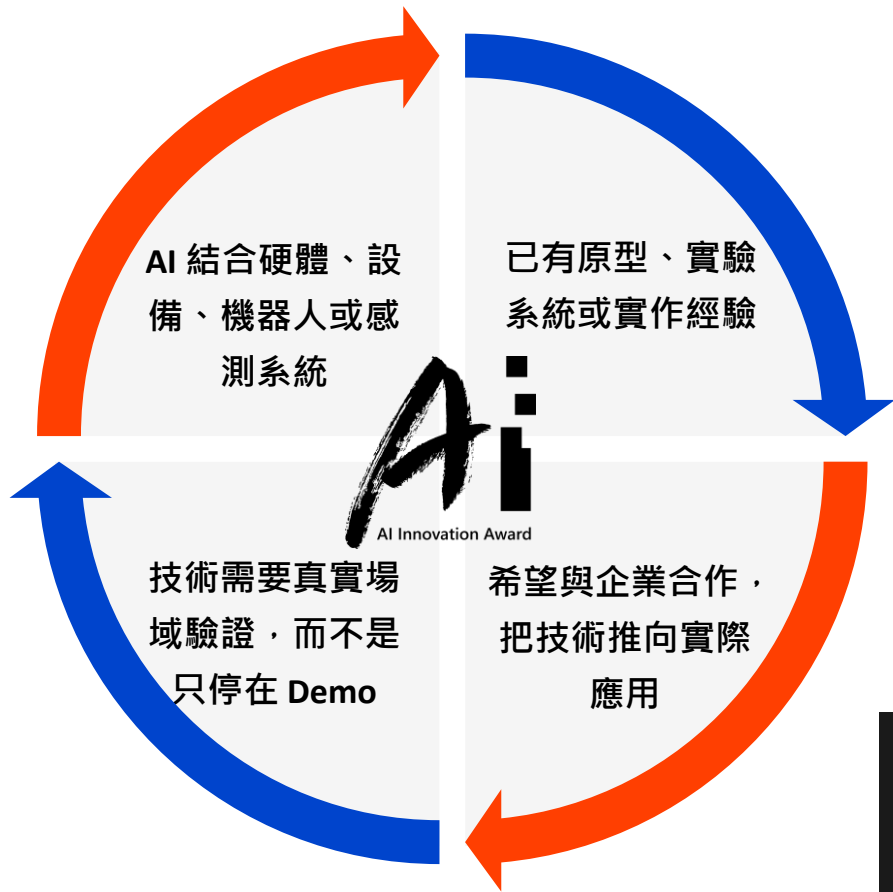 AI 結合硬體、設
備、機器人或感
測系統
已有原型、實驗
系統或實作經驗
Ai
AI Innovation Award
技術需要真實場
域驗證，而不是
只停在 Demo
希望與企業合作，
把技術推向實際
應用